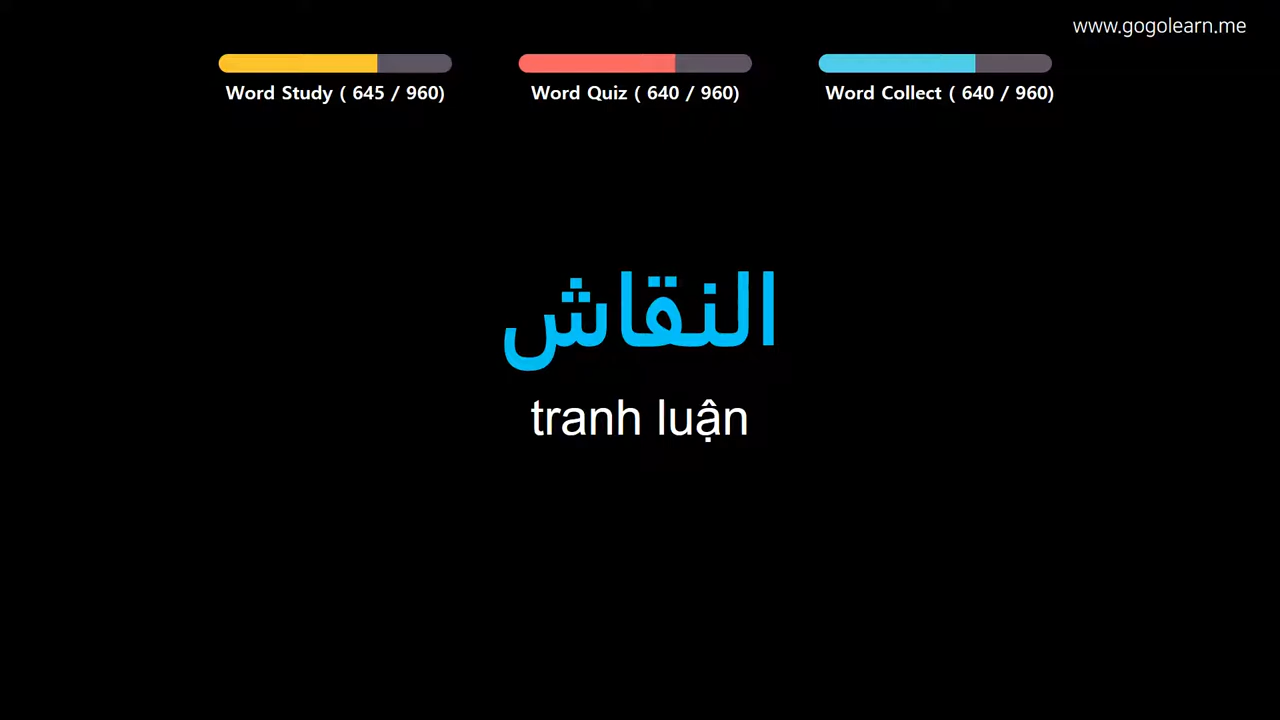 www.gogolearn.me
Word Study ( 645 / 960)
Word Quiz ( 640 / 960)
Word Collect ( 640 / 960)
النقاش
tranh luận